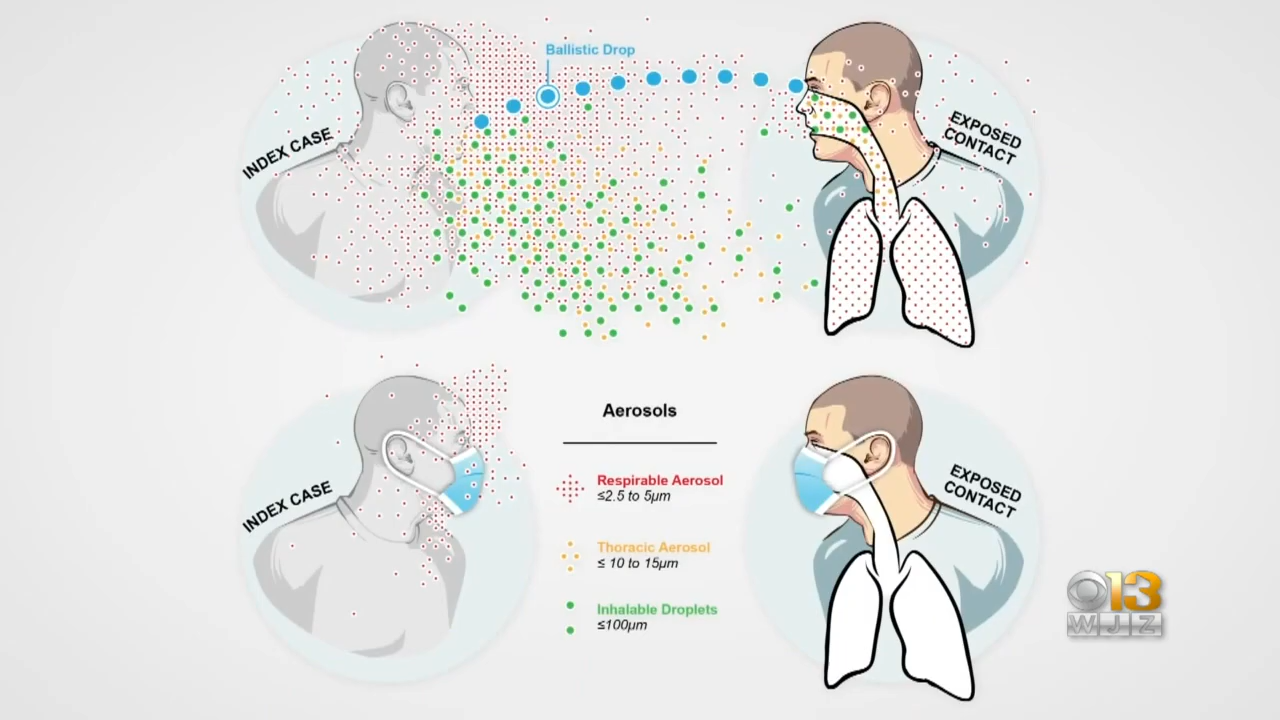 Ballistic Drop
INDEX CASE
EXPOSED
CONTACT
Aerosols
INDEX CASE
EXPOSED
CONTACT
Respirable Aerosol
≤2.5 to 5µm
Thoracic Aerosol
≤ 10 to 15µm
Inhalable Droplets
≤100µm
13
WJZ